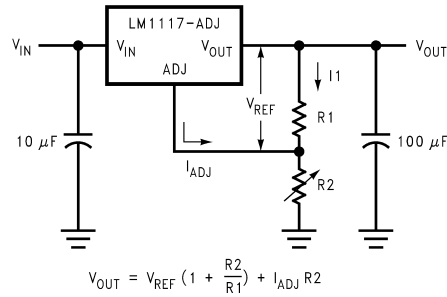 LM1117-ADJ
V_IN
V_IN
V_OUT
V_OUT
ADJ
I1
V_REF
R1
10 µF
100 µF
I_ADJ
R2
V_OUT = V_REF (1 + R2/R1) + I_ADJ R2